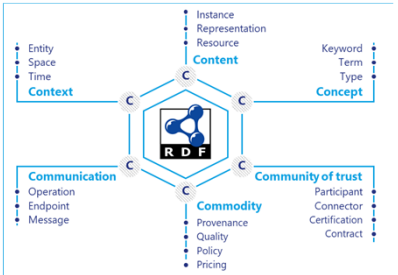 Instance
Representation
Resource
Content
Entity
Space
Time
Context
Keyword
Term
Type
Concept
C
C
C
RDF
C
C
C
Communication
Operation
Endpoint
Message
Community of trust
Participant
Connector
Certification
Contract
Commodity
Provenance
Quality
Policy
Pricing